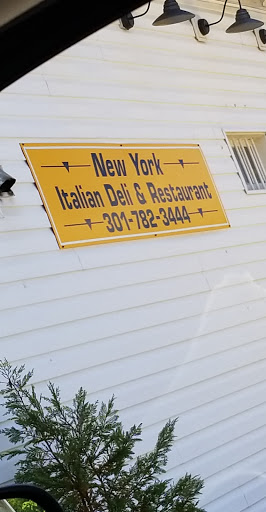 New York
Italian Deli & Restaurant
301-782-3444